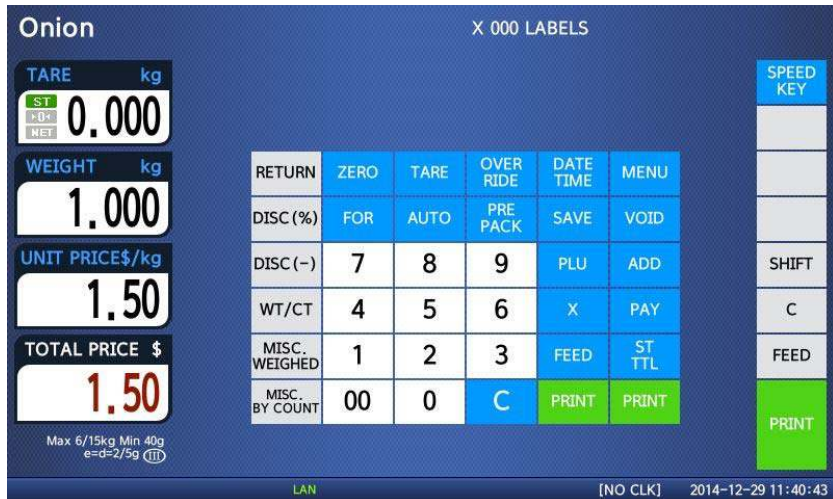 Onion
X 000 LABELS
TARE kg
ST
→0←
NET
0.000
WEIGHT kg
1.000
UNIT PRICE$/kg
1.50
TOTAL PRICE $
1.50
Max 6/15kg Min 40g
e=d=2/5g III
RETURN ZERO TARE OVER RIDE DATE TIME MENU
DISC(%) FOR AUTO PRE PACK SAVE VOID
DISC(-) 7 8 9 PLU ADD
WT/CT 4 5 6 X PAY
MISC. WEIGHED 1 2 3 FEED ST TTL
MISC. BY COUNT 00 0 C PRINT PRINT
SPEED
KEY
SHIFT
C
FEED
PRINT
LAN [NO CLK] 2014-12-29 11:40:43